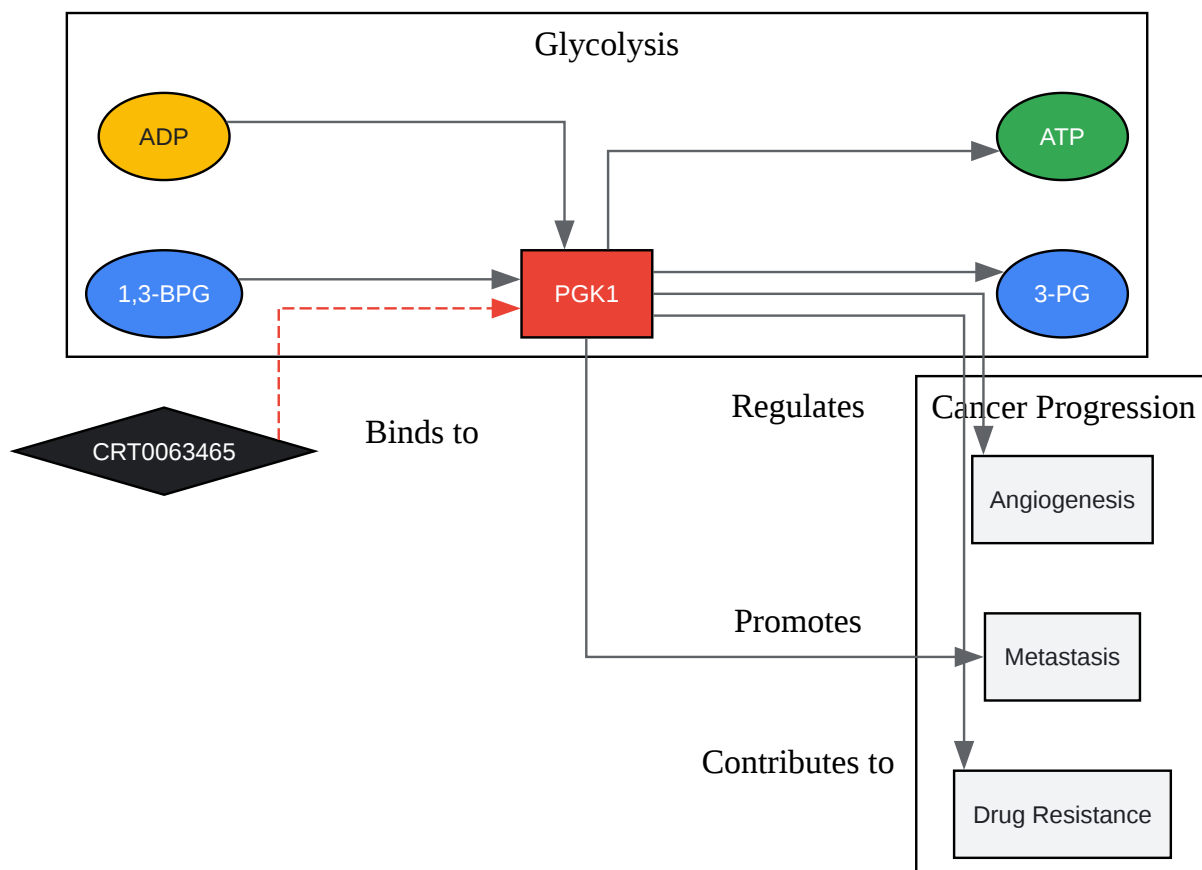 Glycolysis
ADP
ATP
1,3-BPG
PGK1
3-PG
Regulates
Cancer Progression
Binds to
CRT0063465
Angiogenesis
Promotes
Metastasis
Contributes to
Drug Resistance